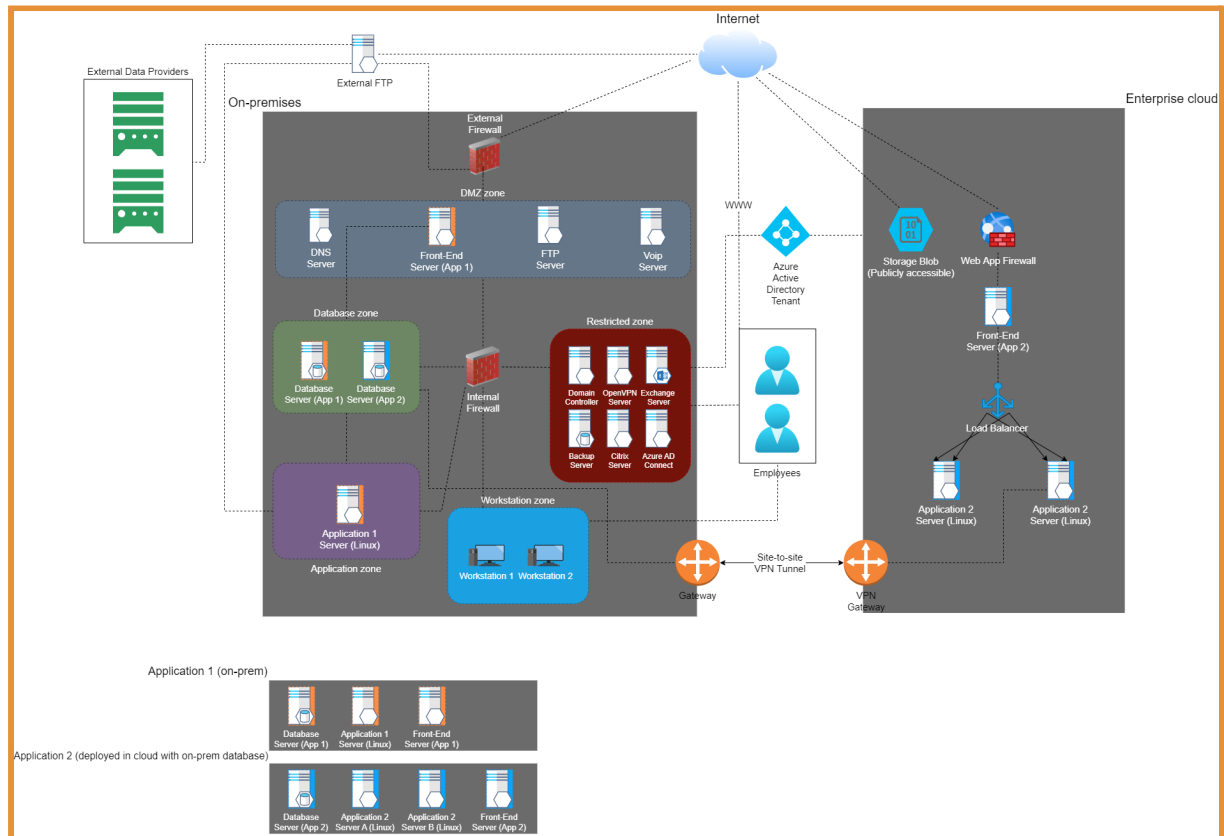 Internet
External Data Providers
External FTP
On-premises
Enterprise cloud
External
Firewall
DMZ zone
DNS
Server
Front-End
Server (App 1)
FTP
Server
Voip
Server
WWW
Azure
Active
Directory
Tenant
10
01
Storage Blob
(Publicly accessible)
Web App Firewall
Front-End
Server (App 2)
Database zone
Database
Server (App 1)
Database
Server (App 2)
Internal
Firewall
Restricted zone
Domain
Controller
OpenVPN
Server
Exchange
Server
Backup
Server
Citrix
Server
Azure AD
Connect
Employees
Load Balancer
Application 2
Server (Linux)
Application 2
Server (Linux)
Application 1
Server (Linux)
Application zone
Workstation zone
Workstation 1
Workstation 2
Gateway
Site-to-site
VPN Tunnel
VPN
Gateway
Application 1 (on-prem)
Database
Server (App 1)
Application 1
Server (Linux)
Front-End
Server (App 1)
Application 2 (deployed in cloud with on-prem database)
Database
Server (App 2)
Application 2
Server A (Linux)
Application 2
Server B (Linux)
Front-End
Server (App 2)